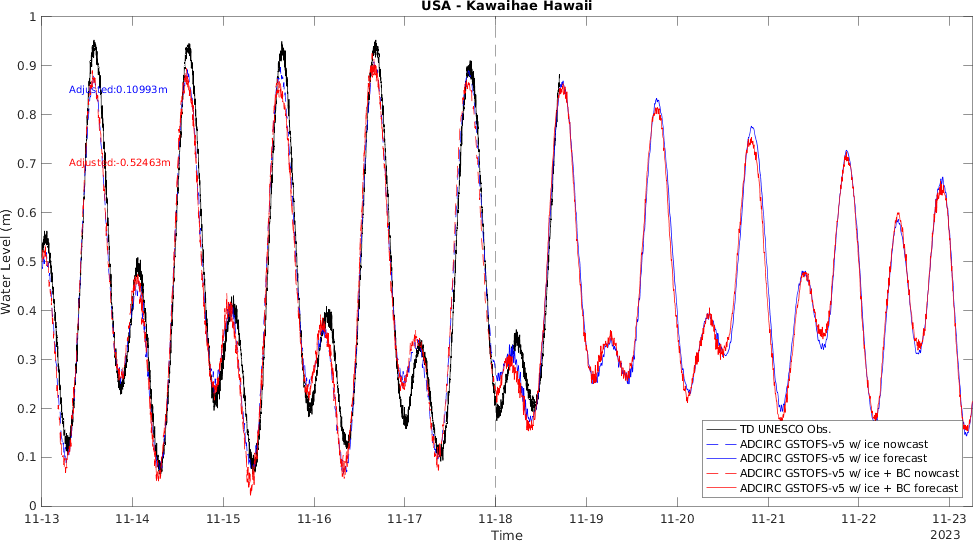 USA - Kawaihae Hawaii
Water Level (m)
1
0.9
0.8
0.7
0.6
0.5
0.4
0.3
0.2
0.1
0
Adjusted:0.10993m
Adjusted:-0.52463m
TD UNESCO Obs.
ADCIRC GSTOFS-v5 w/ ice nowcast
ADCIRC GSTOFS-v5 w/ ice forecast
ADCIRC GSTOFS-v5 w/ ice + BC nowcast
ADCIRC GSTOFS-v5 w/ ice + BC forecast
11-13 11-14 11-15 11-16 11-17 11-18 11-19 11-20 11-21 11-22 11-23
Time
2023